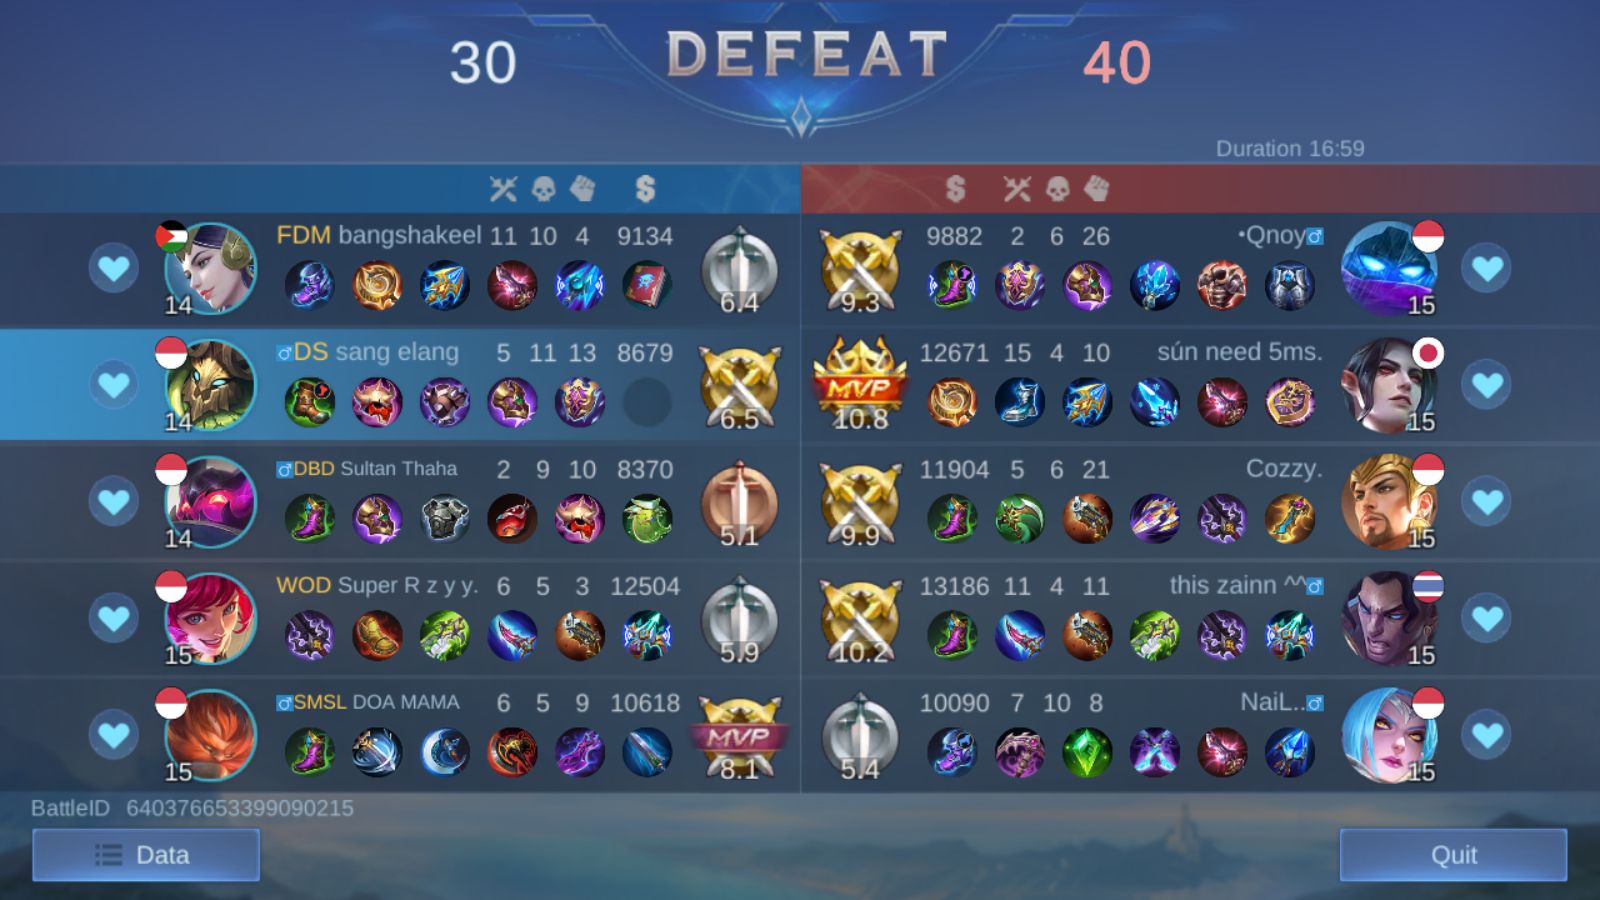 30 DEFEAT 40
Duration 16:59
FDM bangshakeel 11 10 4 9134
14 6.4
9.3 9882 2 6 26 •Qnoy♂
15
♂DS sang elang 5 11 13 8679
14 6.5
MVP 10.8 12671 15 4 10 sún need 5ms.
15
♂DBD Sultan Thaha 2 9 10 8370
14 5.1
9.9 11904 5 6 21 Cozzy.
15
WOD Super R z y y. 6 5 3 12504
15 5.9
10.2 13186 11 4 11 this zainn ^^♂
15
♂SMSL DOA MAMA 6 5 9 10618
15 MVP 8.1
5.4 10090 7 10 8 NaiL..♂
15
BattleID 640376653399090215
Data
Quit